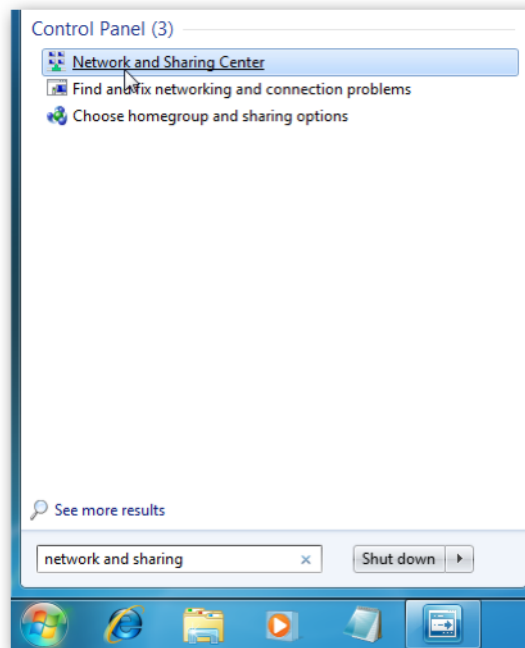 Control Panel (3)
Network and Sharing Center
Find and fix networking and connection problems
Choose homegroup and sharing options
See more results
network and sharing
Shut down